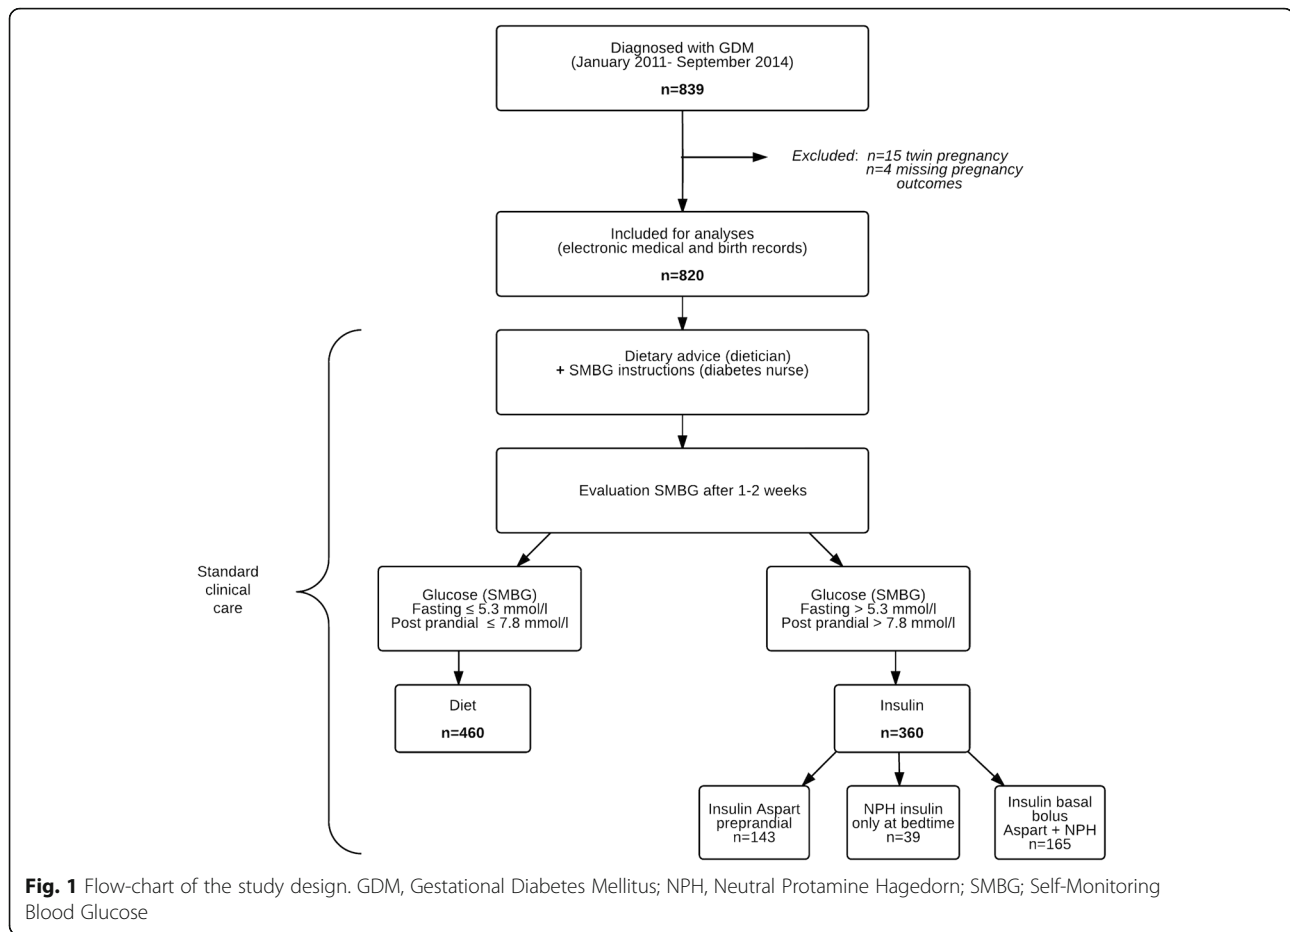 Diagnosed with GDM
(January 2011- September 2014)
n=839
Excluded: n=15 twin pregnancy
n=4 missing pregnancy
outcomes
Included for analyses
(electronic medical and birth records)
n=820
Dietary advice (dietician)
+ SMBG instructions (diabetes nurse)
Evaluation SMBG after 1-2 weeks
Standard
clinical
care
Glucose (SMBG)
Fasting ≤ 5.3 mmol/l
Post prandial ≤ 7.8 mmol/l
Glucose (SMBG)
Fasting > 5.3 mmol/l
Post prandial > 7.8 mmol/l
Diet
n=460
Insulin
n=360
Insulin Aspart
preprandial
n=143
NPH insulin
only at bedtime
n=39
Insulin basal
bolus
Aspart + NPH
n=165
Fig. 1 Flow-chart of the study design. GDM, Gestational Diabetes Mellitus; NPH, Neutral Protamine Hagedorn; SMBG; Self-Monitoring
Blood Glucose